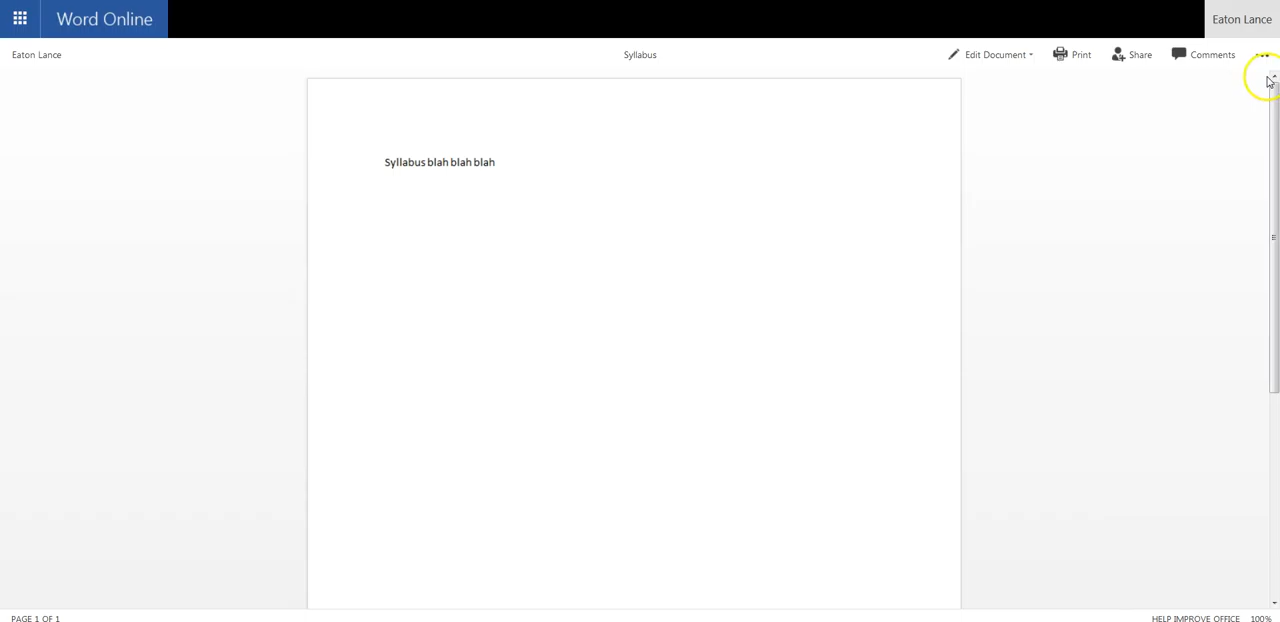 Word Online
Eaton Lance
Eaton Lance
Syllabus
Edit Document
Print
Share
Comments
Syllabus blah blah blah
PAGE 1 OF 1
HELP IMPROVE OFFICE
100%